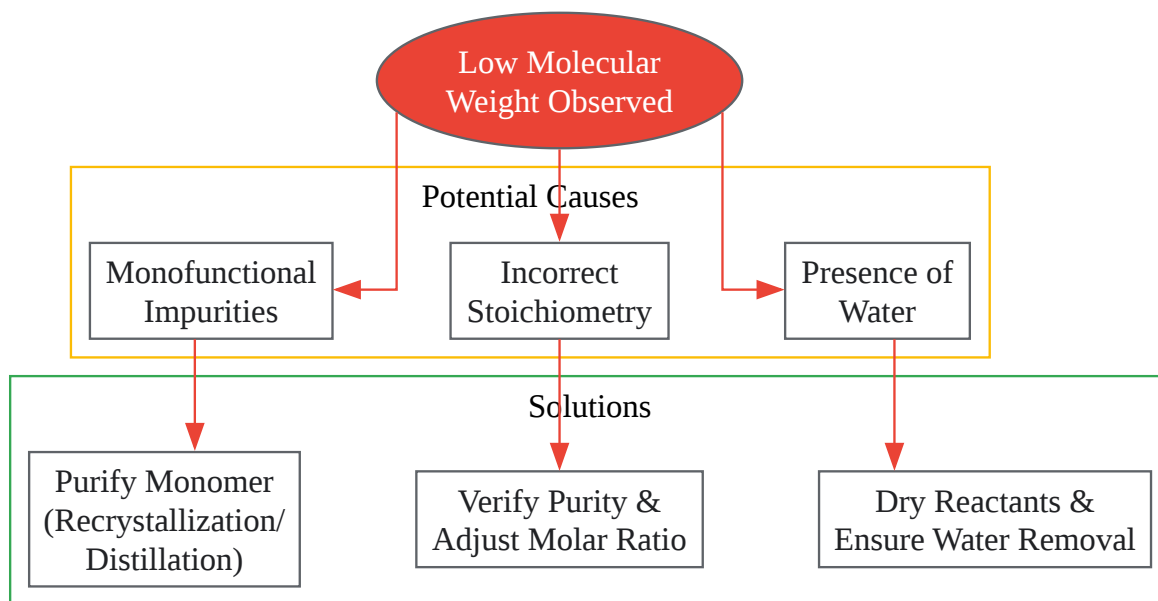 Low Molecular
Weight Observed
Potential Causes
Monofunctional
Impurities
Incorrect
Stoichiometry
Presence of
Water
Solutions
Purify Monomer
(Recrystallization/
Distillation)
Verify Purity &
Adjust Molar Ratio
Dry Reactants &
Ensure Water Removal